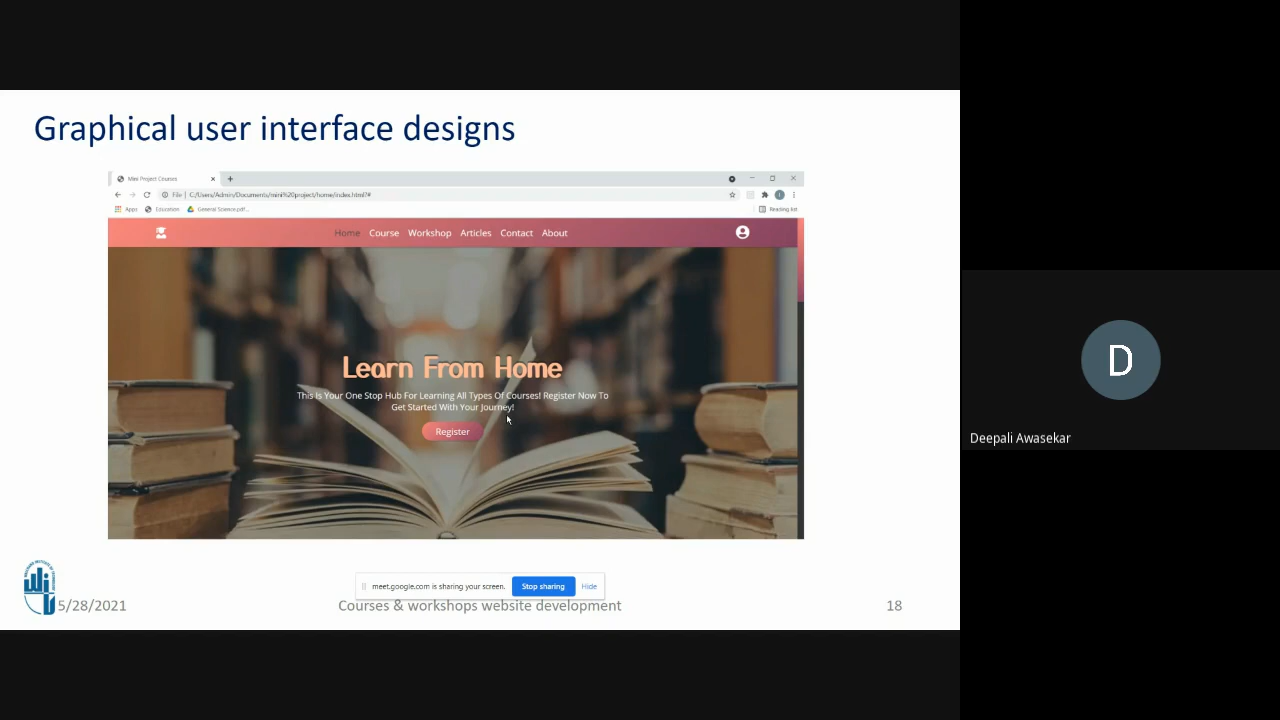 Graphical user interface designs
Mini Project Courses
File | C:/Users/Admin/Documents/mini%20project/home/index.html?#
Apps Education General Science.pdf... Reading list
Home Course Workshop Articles Contact About
Learn From Home
This Is Your One Stop Hub For Learning All Types Of Courses! Register Now To
Get Started With Your Journey!
Register
D
Deepali Awasekar
meet.google.com is sharing your screen. Stop sharing Hide
5/28/2021 Courses & workshops website development 18